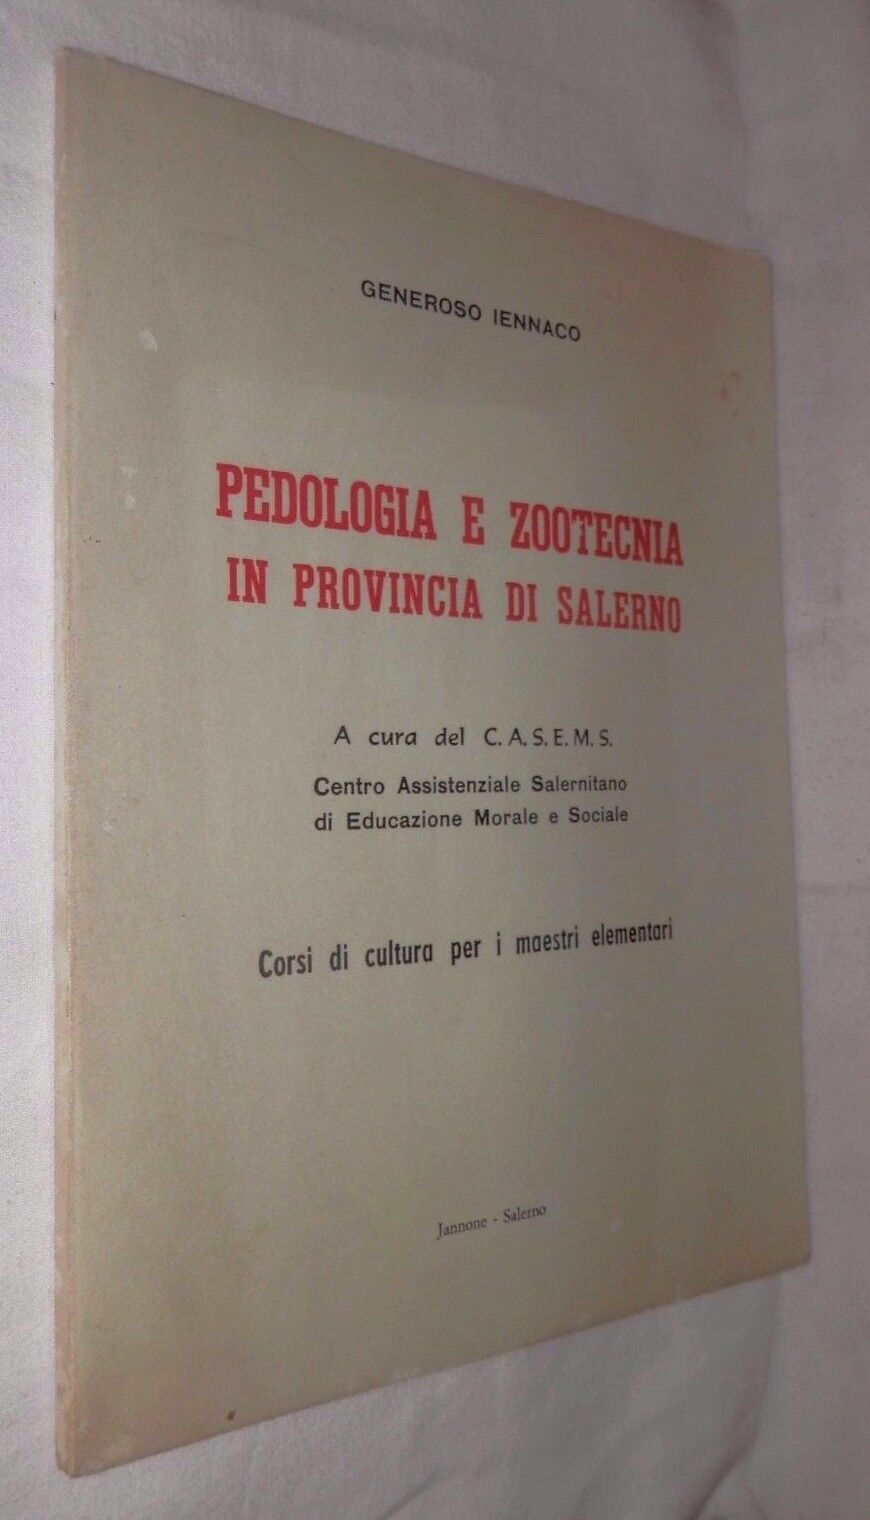 GENEROSO IENNACO
PEDOLOGIA E ZOOTECNIA
IN PROVINCIA DI SALERNO
A cura del C. A. S. E. M. S.
Centro Assistenziale Salernitano
di Educazione Morale e Sociale
Corsi di cultura per i maestri elementari
Jannone - Salerno